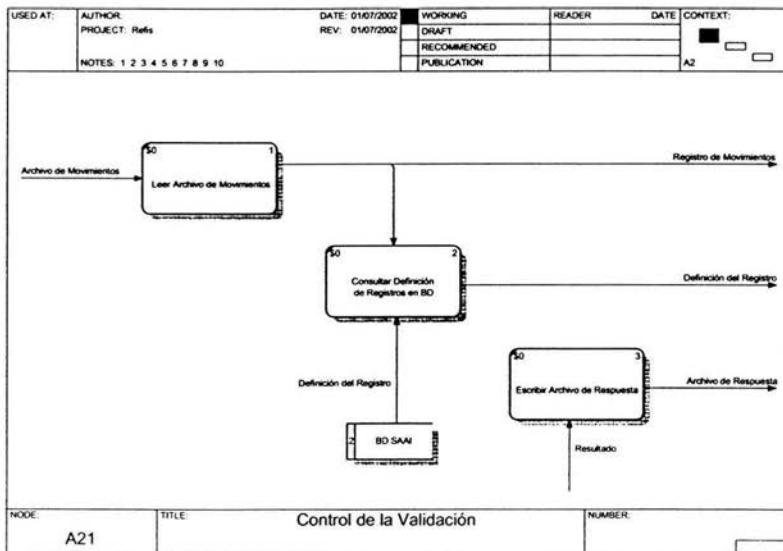 USED AT: AUTHOR: DATE: 01/07/2002 WORKING READER DATE CONTEXT:
PROJECT: Refis REV: 01/07/2002 DRAFT
RECOMMENDED
NOTES: 1 2 3 4 5 6 7 8 9 10 PUBLICATION A2
$0 1
Leer Archivo de Movimientos
Archivo de Movimientos
Registro de Movimientos
$0 2
Consultar Definición
de Registros en BD
Definición del Registro
$0 3
Escribir Archivo de Respuesta
Archivo de Respuesta
Definición del Registro
2 BD SAAI
Resultado
NODE: TITLE: Control de la Validación NUMBER:
A21